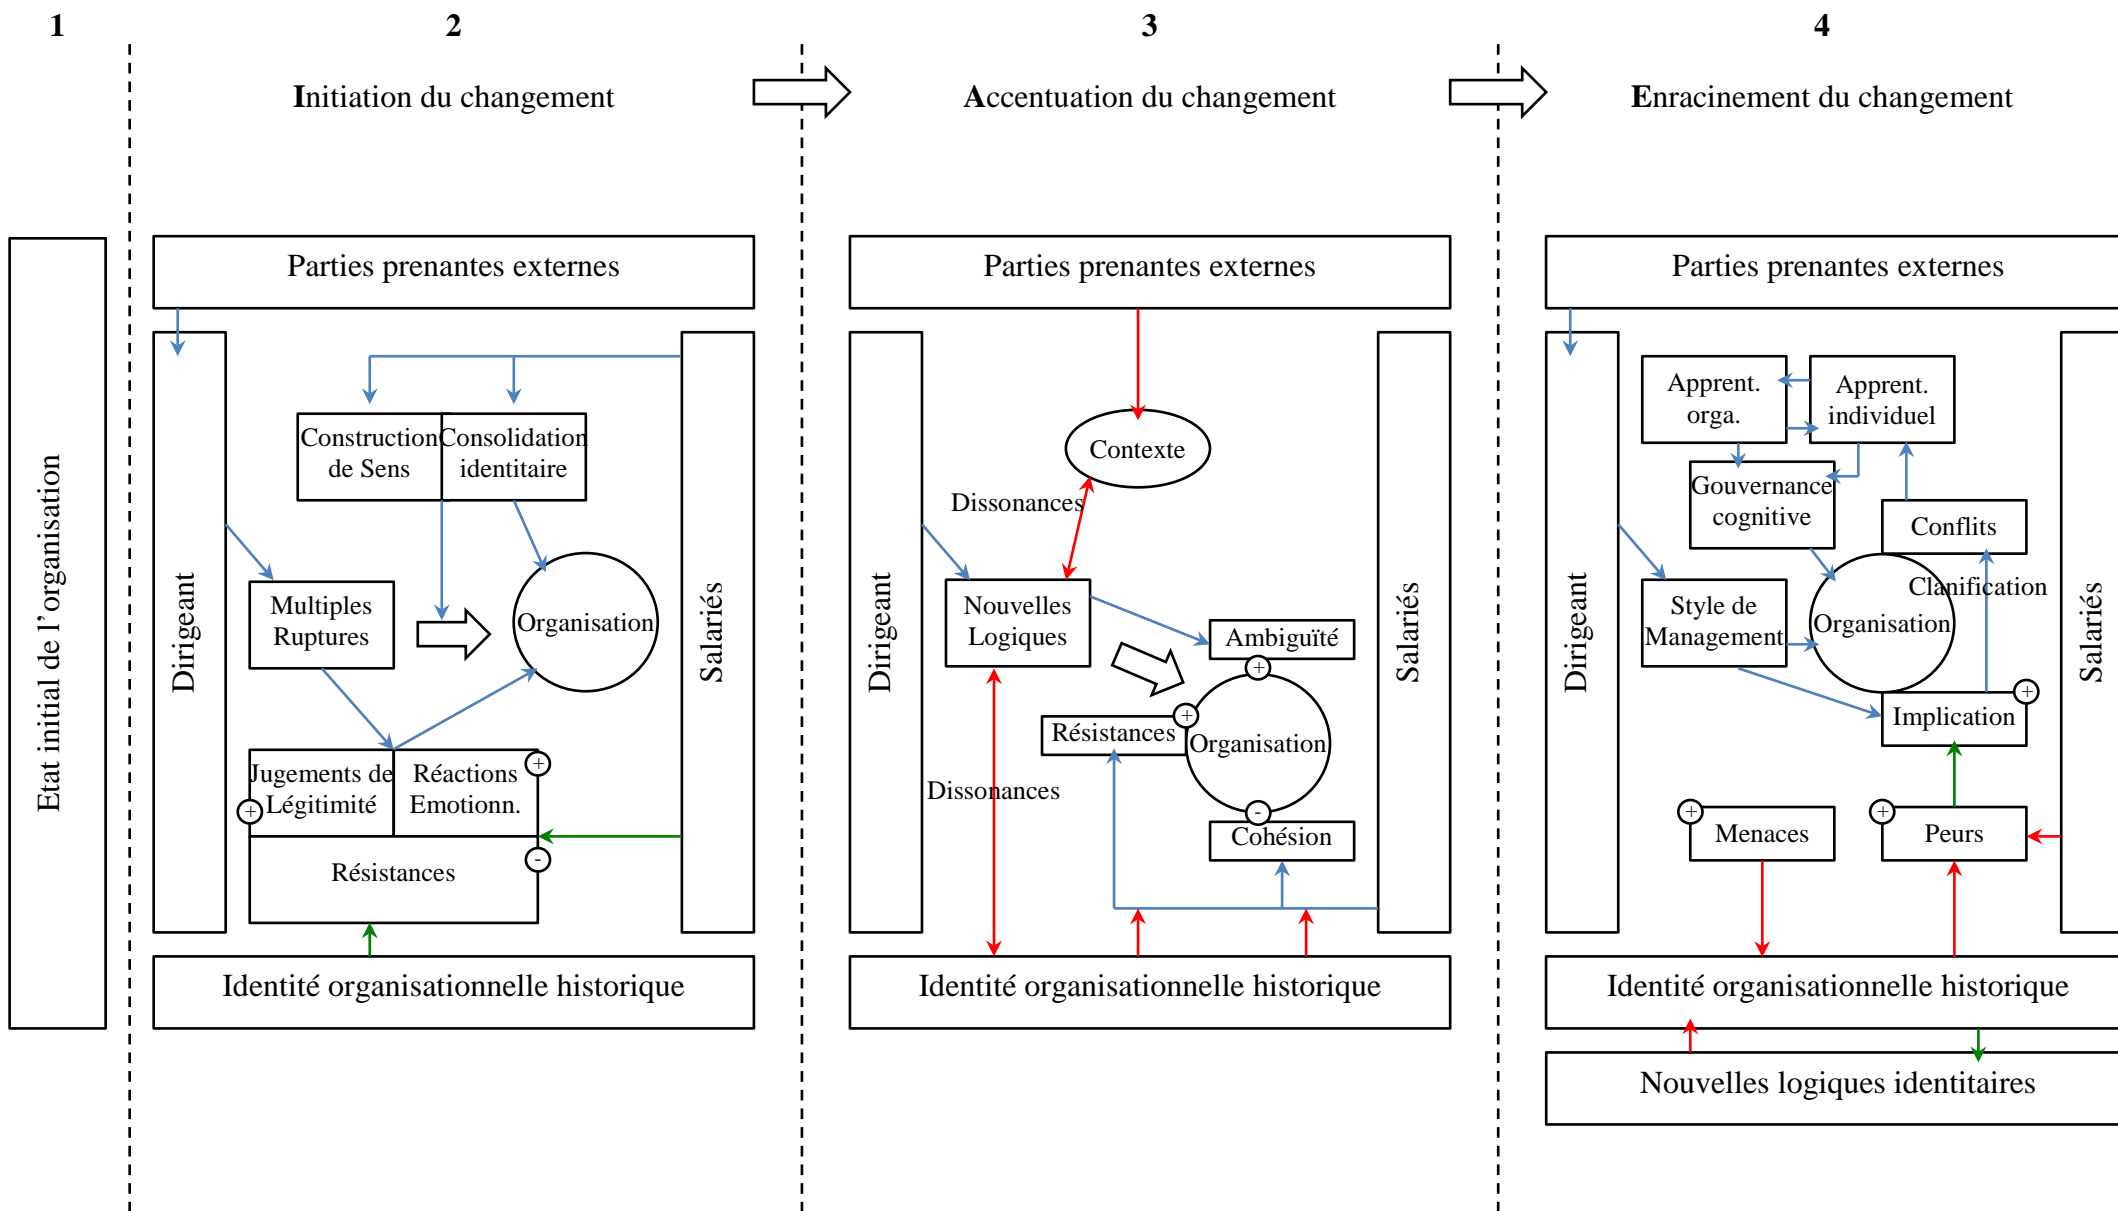 1
2
3
4
Initiation du changement
Accentuation du changement
Enracinement du changement
Etat initial de l'organisation
Parties prenantes externes
Dirigeant
Salariés
Construction
de Sens
Consolidation
identitaire
Multiples
Ruptures
Organisation
Jugements de
Légitimité
+
Réactions
Emotionn.
+
Résistances
-
Identité organisationnelle historique
Parties prenantes externes
Dirigeant
Salariés
Contexte
Dissonances
Nouvelles
Logiques
Ambiguïté
+
Résistances
+
Organisation
Dissonances
-
Cohésion
Identité organisationnelle historique
Parties prenantes externes
Dirigeant
Salariés
Apprent.
orga.
Apprent.
individuel
Gouvernance
cognitive
Conflits
Clanification
Style de
Management
Organisation
Implication
+
+
Menaces
+
Peurs
Identité organisationnelle historique
Nouvelles logiques identitaires